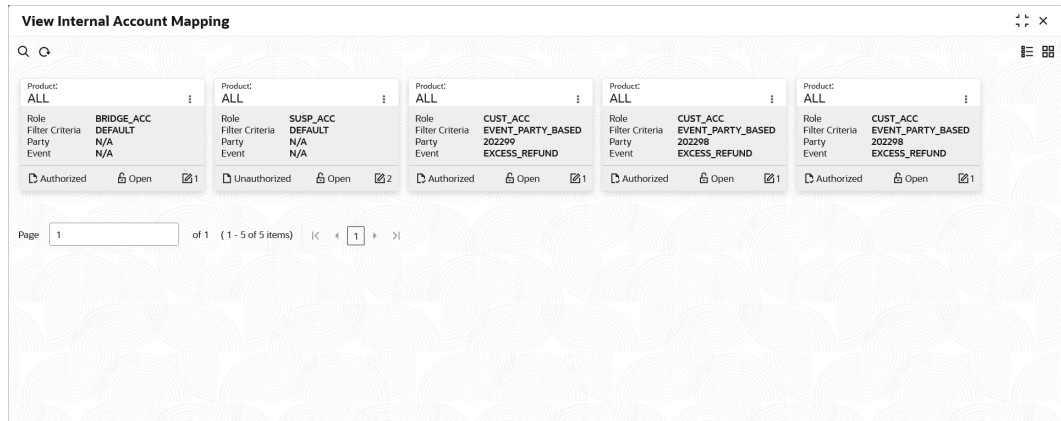 View Internal Account Mapping
Product:
ALL
Role BRIDGE_ACC
Filter Criteria DEFAULT
Party N/A
Event N/A
Authorized Open 1
Product:
ALL
Role SUSP_ACC
Filter Criteria DEFAULT
Party N/A
Event N/A
Unauthorized Open 2
Product:
ALL
Role CUST_ACC
Filter Criteria EVENT_PARTY_BASED
Party 202299
Event EXCESS_REFUND
Authorized Open 1
Product:
ALL
Role CUST_ACC
Filter Criteria EVENT_PARTY_BASED
Party 202298
Event EXCESS_REFUND
Authorized Open 1
Product:
ALL
Role CUST_ACC
Filter Criteria EVENT_PARTY_BASED
Party 202298
Event EXCESS_REFUND
Authorized Open 1
Page 1 of 1 ( 1 - 5 of 5 items) 1